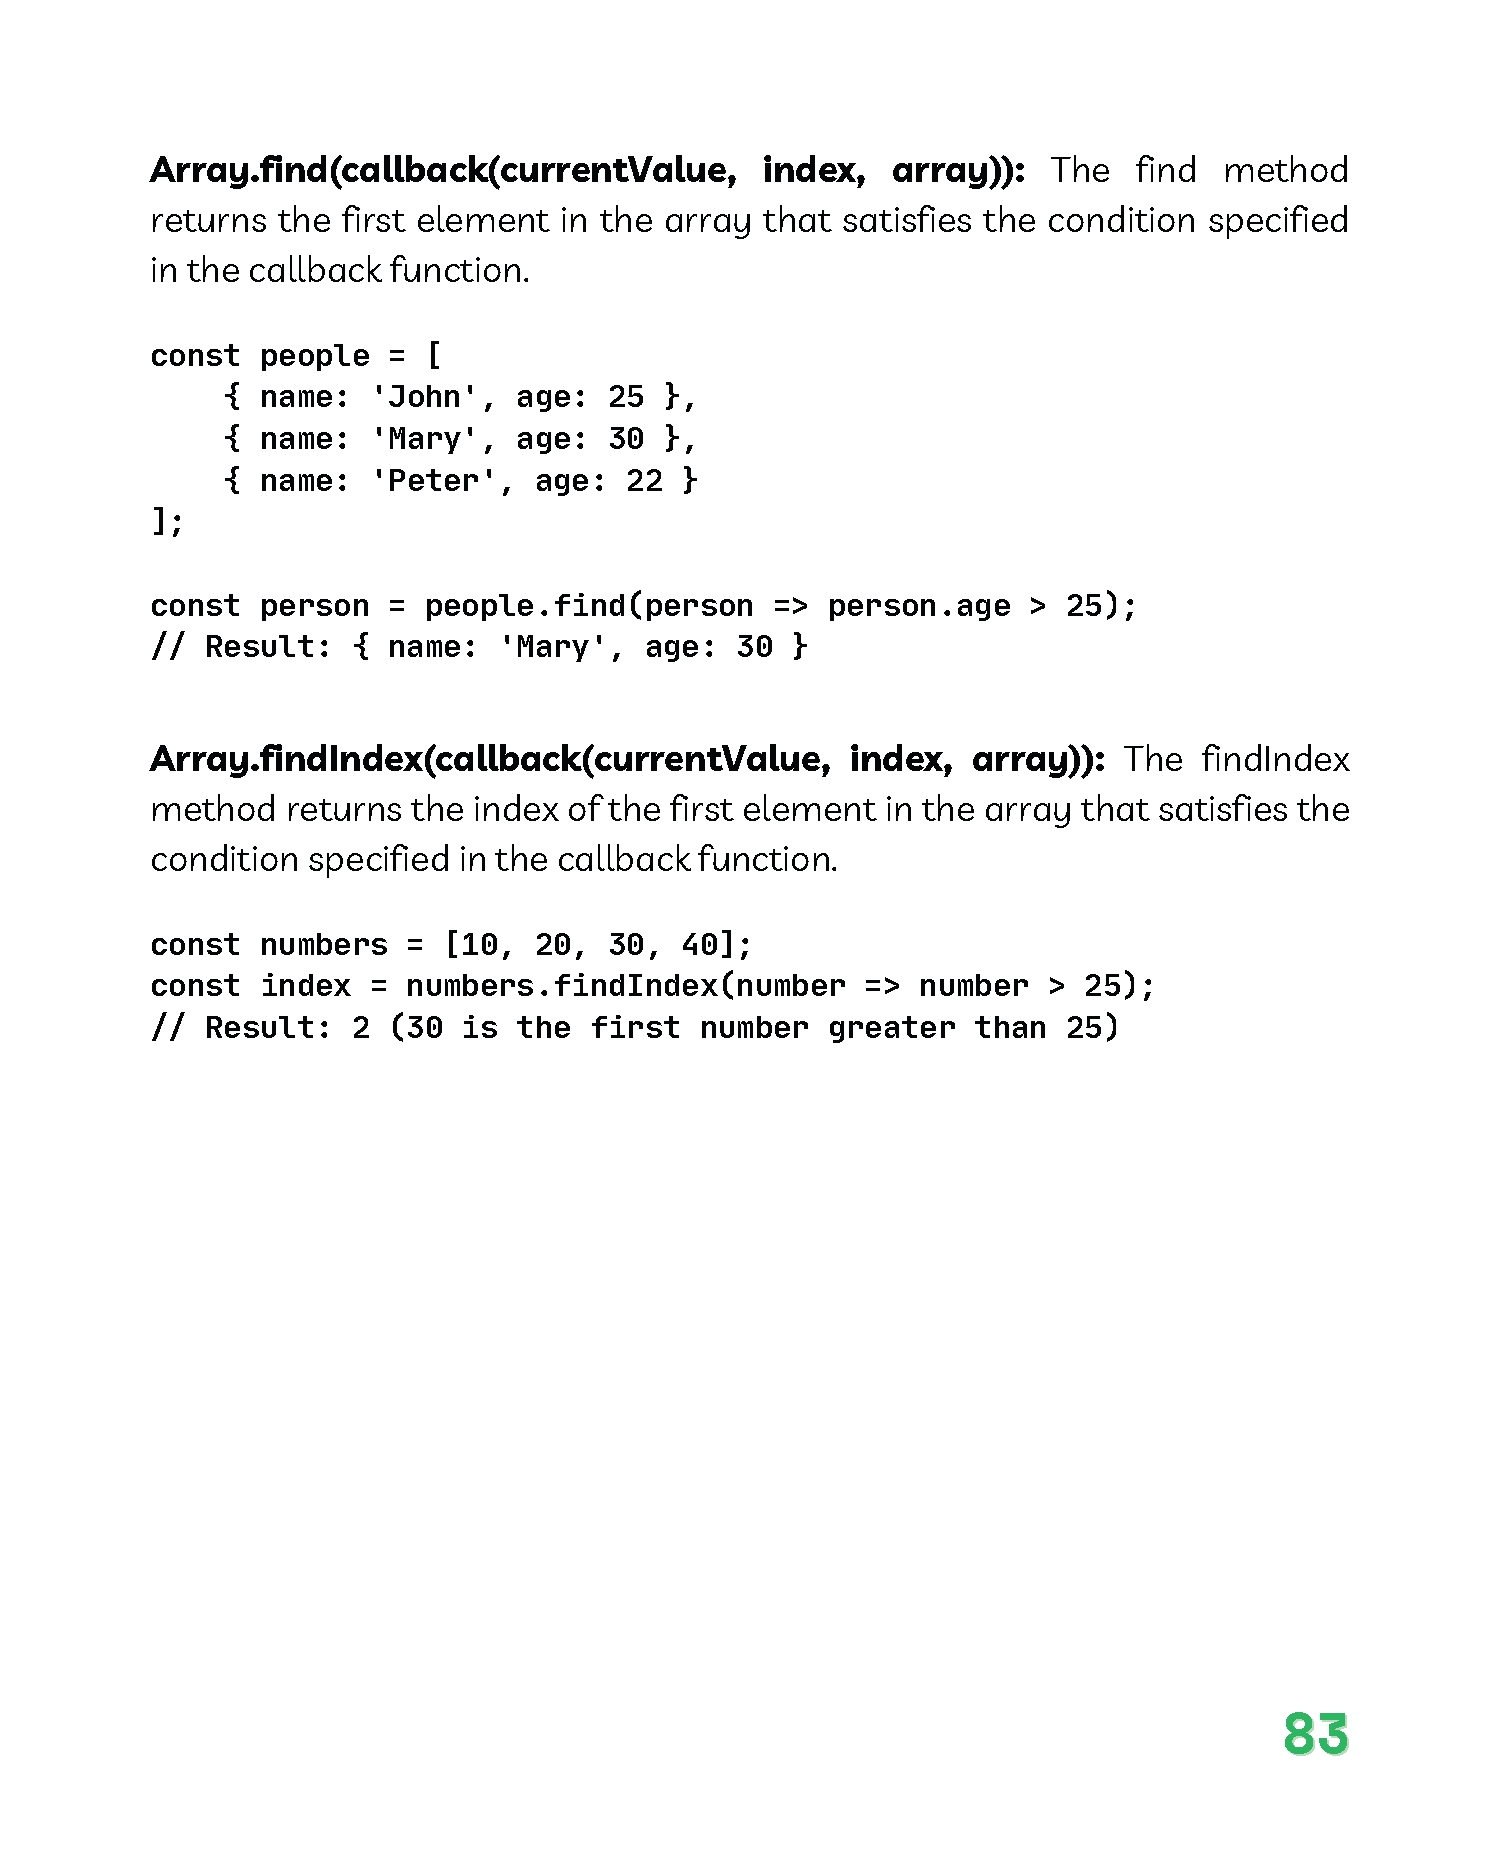 Array.find(callback(currentValue, index, array)): The find method
returns the first element in the array that satisfies the condition specified
in the callback function.
const people = [
    { name: 'John', age: 25 },
    { name: 'Mary', age: 30 },
    { name: 'Peter', age: 22 }
];
const person = people.find(person => person.age > 25);
// Result: { name: 'Mary', age: 30 }
Array.findIndex(callback(currentValue, index, array)): The findIndex
method returns the index of the first element in the array that satisfies the
condition specified in the callback function.
const numbers = [10, 20, 30, 40];
const index = numbers.findIndex(number => number > 25);
// Result: 2 (30 is the first number greater than 25)
83